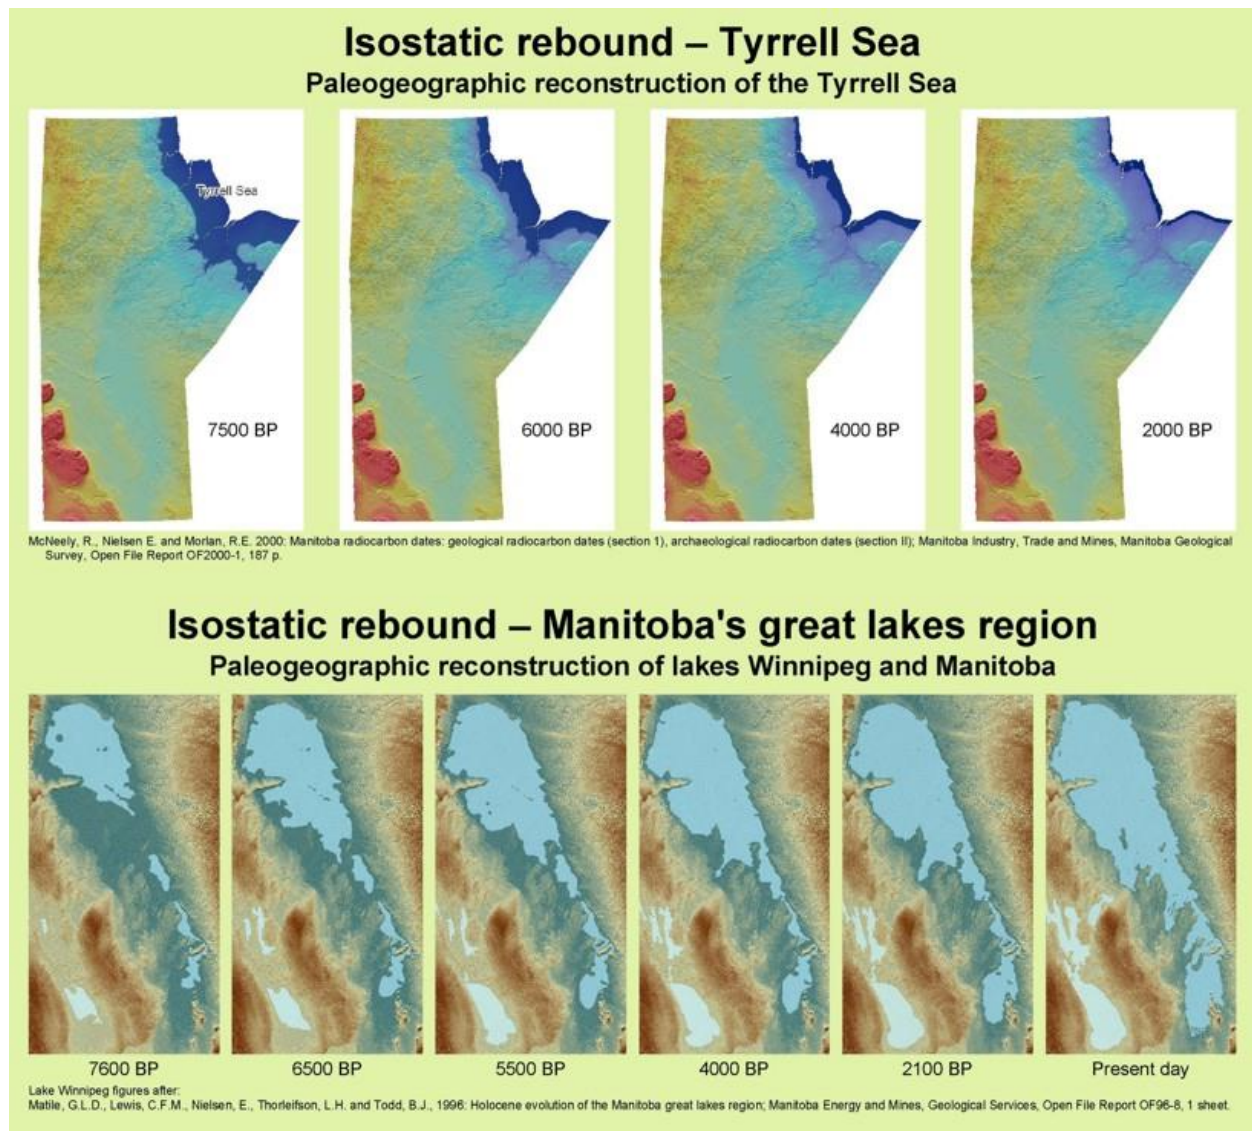 Isostatic rebound – Tyrrell Sea
Paleogeographic reconstruction of the Tyrrell Sea
Tyrrell Sea
7500 BP
6000 BP
4000 BP
2000 BP
McNeely, R., Nielsen E. and Morlan, R.E. 2000: Manitoba radiocarbon dates: geological radiocarbon dates (section 1), archaeological radiocarbon dates (section II); Manitoba Industry, Trade and Mines, Manitoba Geological
Survey, Open File Report OF2000-1, 187 p.
Isostatic rebound – Manitoba's great lakes region
Paleogeographic reconstruction of lakes Winnipeg and Manitoba
7600 BP
6500 BP
5500 BP
4000 BP
2100 BP
Present day
Lake Winnipeg figures after:
Matile, G.L.D., Lewis, C.F.M., Nielsen, E., Thorleifson, L.H. and Todd, B.J., 1996: Holocene evolution of the Manitoba great lakes region; Manitoba Energy and Mines, Geological Services, Open File Report OF96-8, 1 sheet.